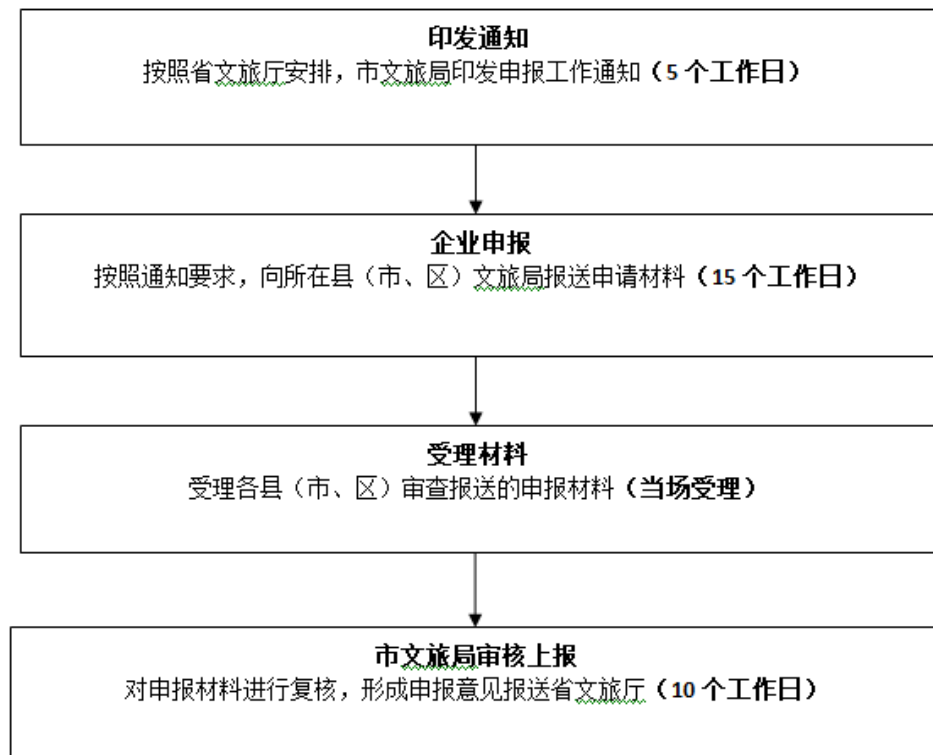 印发通知
按照省文旅厅安排，市文旅局印发申报工作通知（5 个工作日）
企业申报
按照通知要求，向所在县（市、区）文旅局报送申请材料（15 个工作日）
受理材料
受理各县（市、区）审查报送的申报材料（当场受理）
市文旅局审核上报
对申报材料进行复核，形成申报意见报送省文旅厅（10 个工作日）